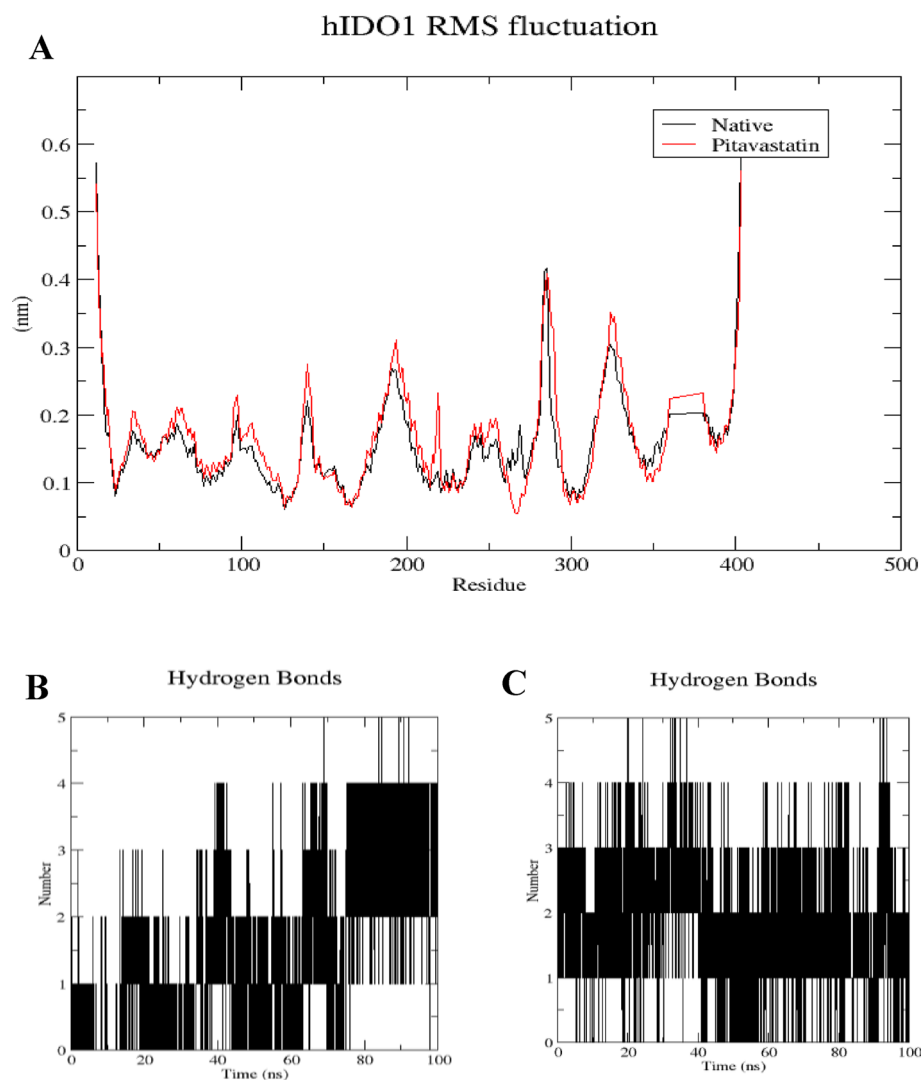 hIDO1 RMS fluctuation
A
Native
Pitavastatin
0.6
0.5
0.4
0.3
0.2
0.1
0
(nm)
0 100 200 300 400 500
Residue
B
Hydrogen Bonds
5
4
3
2
1
0
Number
0 20 40 60 80 100
Time (ns)
C
Hydrogen Bonds
5
4
3
2
1
0
Number
0 20 40 60 80 100
Time (ns)